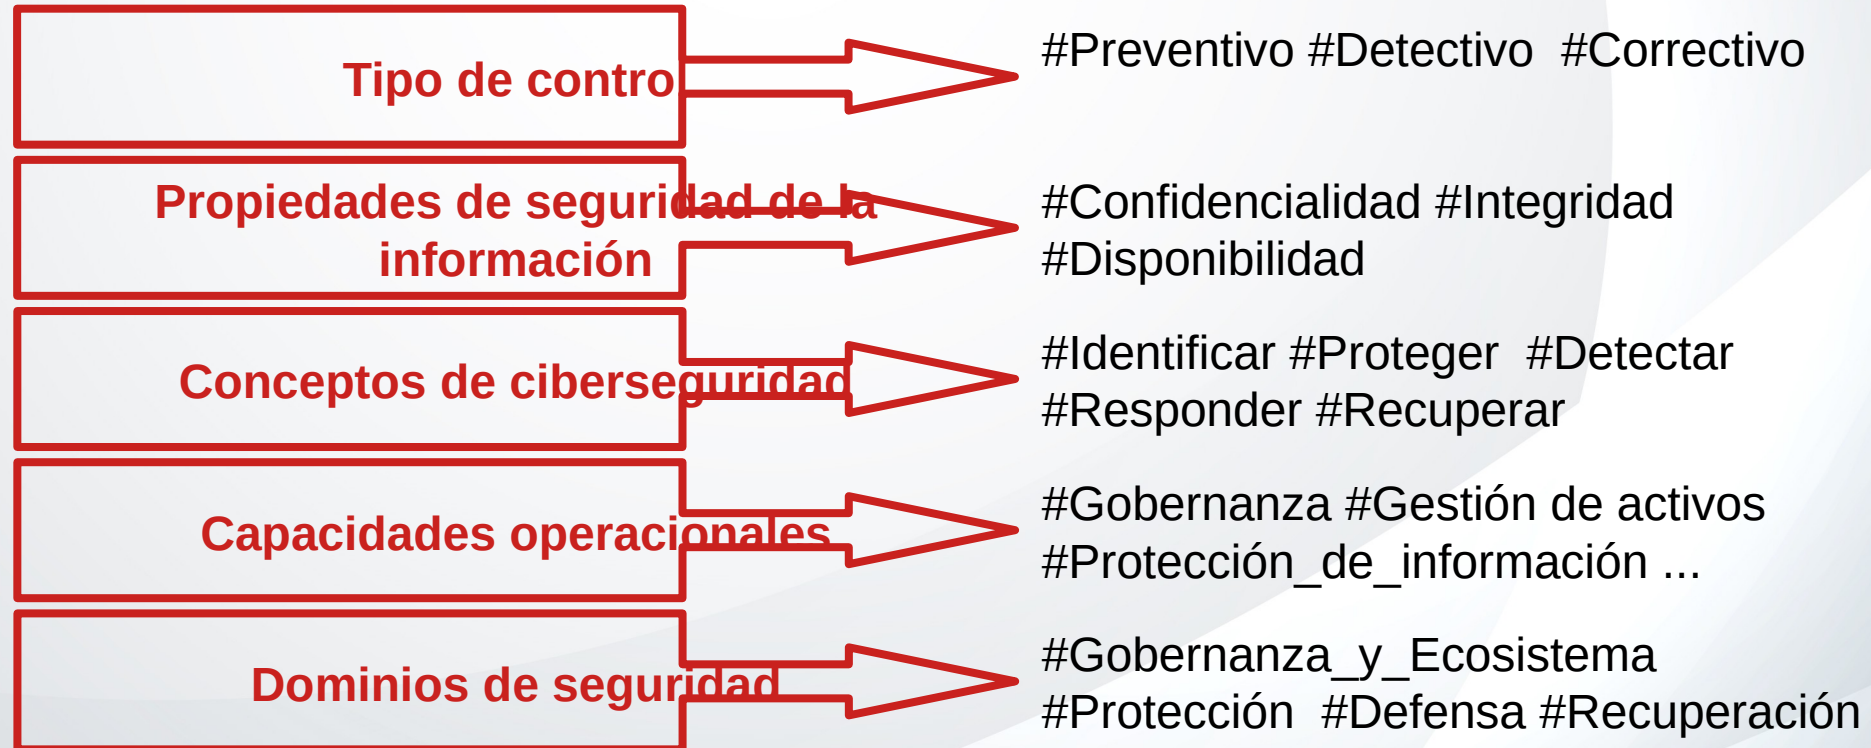 Tipo de contro
#Preventivo #Detectivo #Correctivo
Propiedades de seguridad de la
información
#Confidencialidad #Integridad
#Disponibilidad
Conceptos de ciberseguridad
#Identificar #Proteger #Detectar
#Responder #Recuperar
Capacidades operacionales
#Gobernanza #Gestión de activos
#Protección_de_información ...
Dominios de seguridad
#Gobernanza_y_Ecosistema
#Protección #Defensa #Recuperación